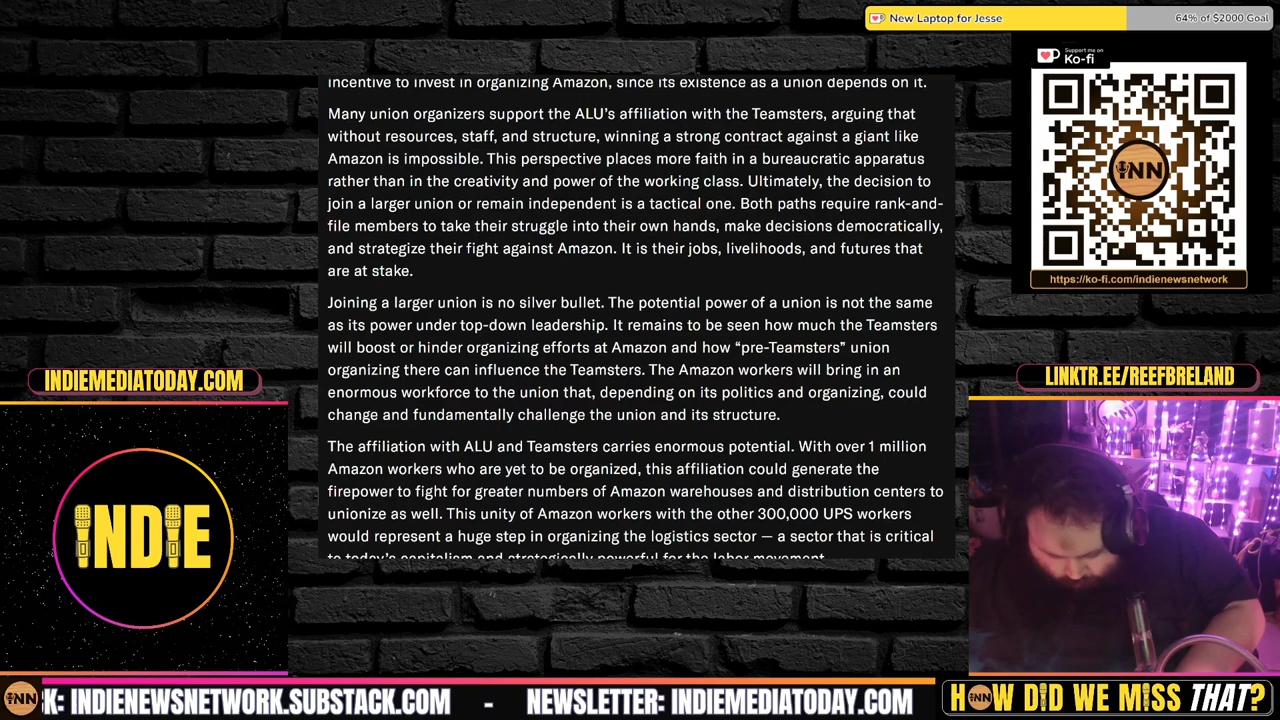 New Laptop for Jesse
64% of $2000 Goal
Support me on
Ko-fi
iNN
https://ko-fi.com/indienewsnetwork
incentive to invest in organizing Amazon, since its existence as a union depends on it.
Many union organizers support the ALU’s affiliation with the Teamsters, arguing that
without resources, staff, and structure, winning a strong contract against a giant like
Amazon is impossible. This perspective places more faith in a bureaucratic apparatus
rather than in the creativity and power of the working class. Ultimately, the decision to
join a larger union or remain independent is a tactical one. Both paths require rank-and-
file members to take their struggle into their own hands, make decisions democratically,
and strategize their fight against Amazon. It is their jobs, livelihoods, and futures that
are at stake.
Joining a larger union is no silver bullet. The potential power of a union is not the same
as its power under top-down leadership. It remains to be seen how much the Teamsters
will boost or hinder organizing efforts at Amazon and how “pre-Teamsters” union
organizing there can influence the Teamsters. The Amazon workers will bring in an
enormous workforce to the union that, depending on its politics and organizing, could
change and fundamentally challenge the union and its structure.
The affiliation with ALU and Teamsters carries enormous potential. With over 1 million
Amazon workers who are yet to be organized, this affiliation could generate the
firepower to fight for greater numbers of Amazon warehouses and distribution centers to
unionize as well. This unity of Amazon workers with the other 300,000 UPS workers
would represent a huge step in organizing the logistics sector — a sector that is critical
to today’s capitalism and strategically powerful for the labor movement.
INDIEMEDIATODAY.COM
LINKTR.EE/REEFBRELAND
INDIE
iNN
K: INDIENEWSNETWORK.SUBSTACK.COM - NEWSLETTER: INDIEMEDIATODAY.COM
HOW DID WE MISS THAT?